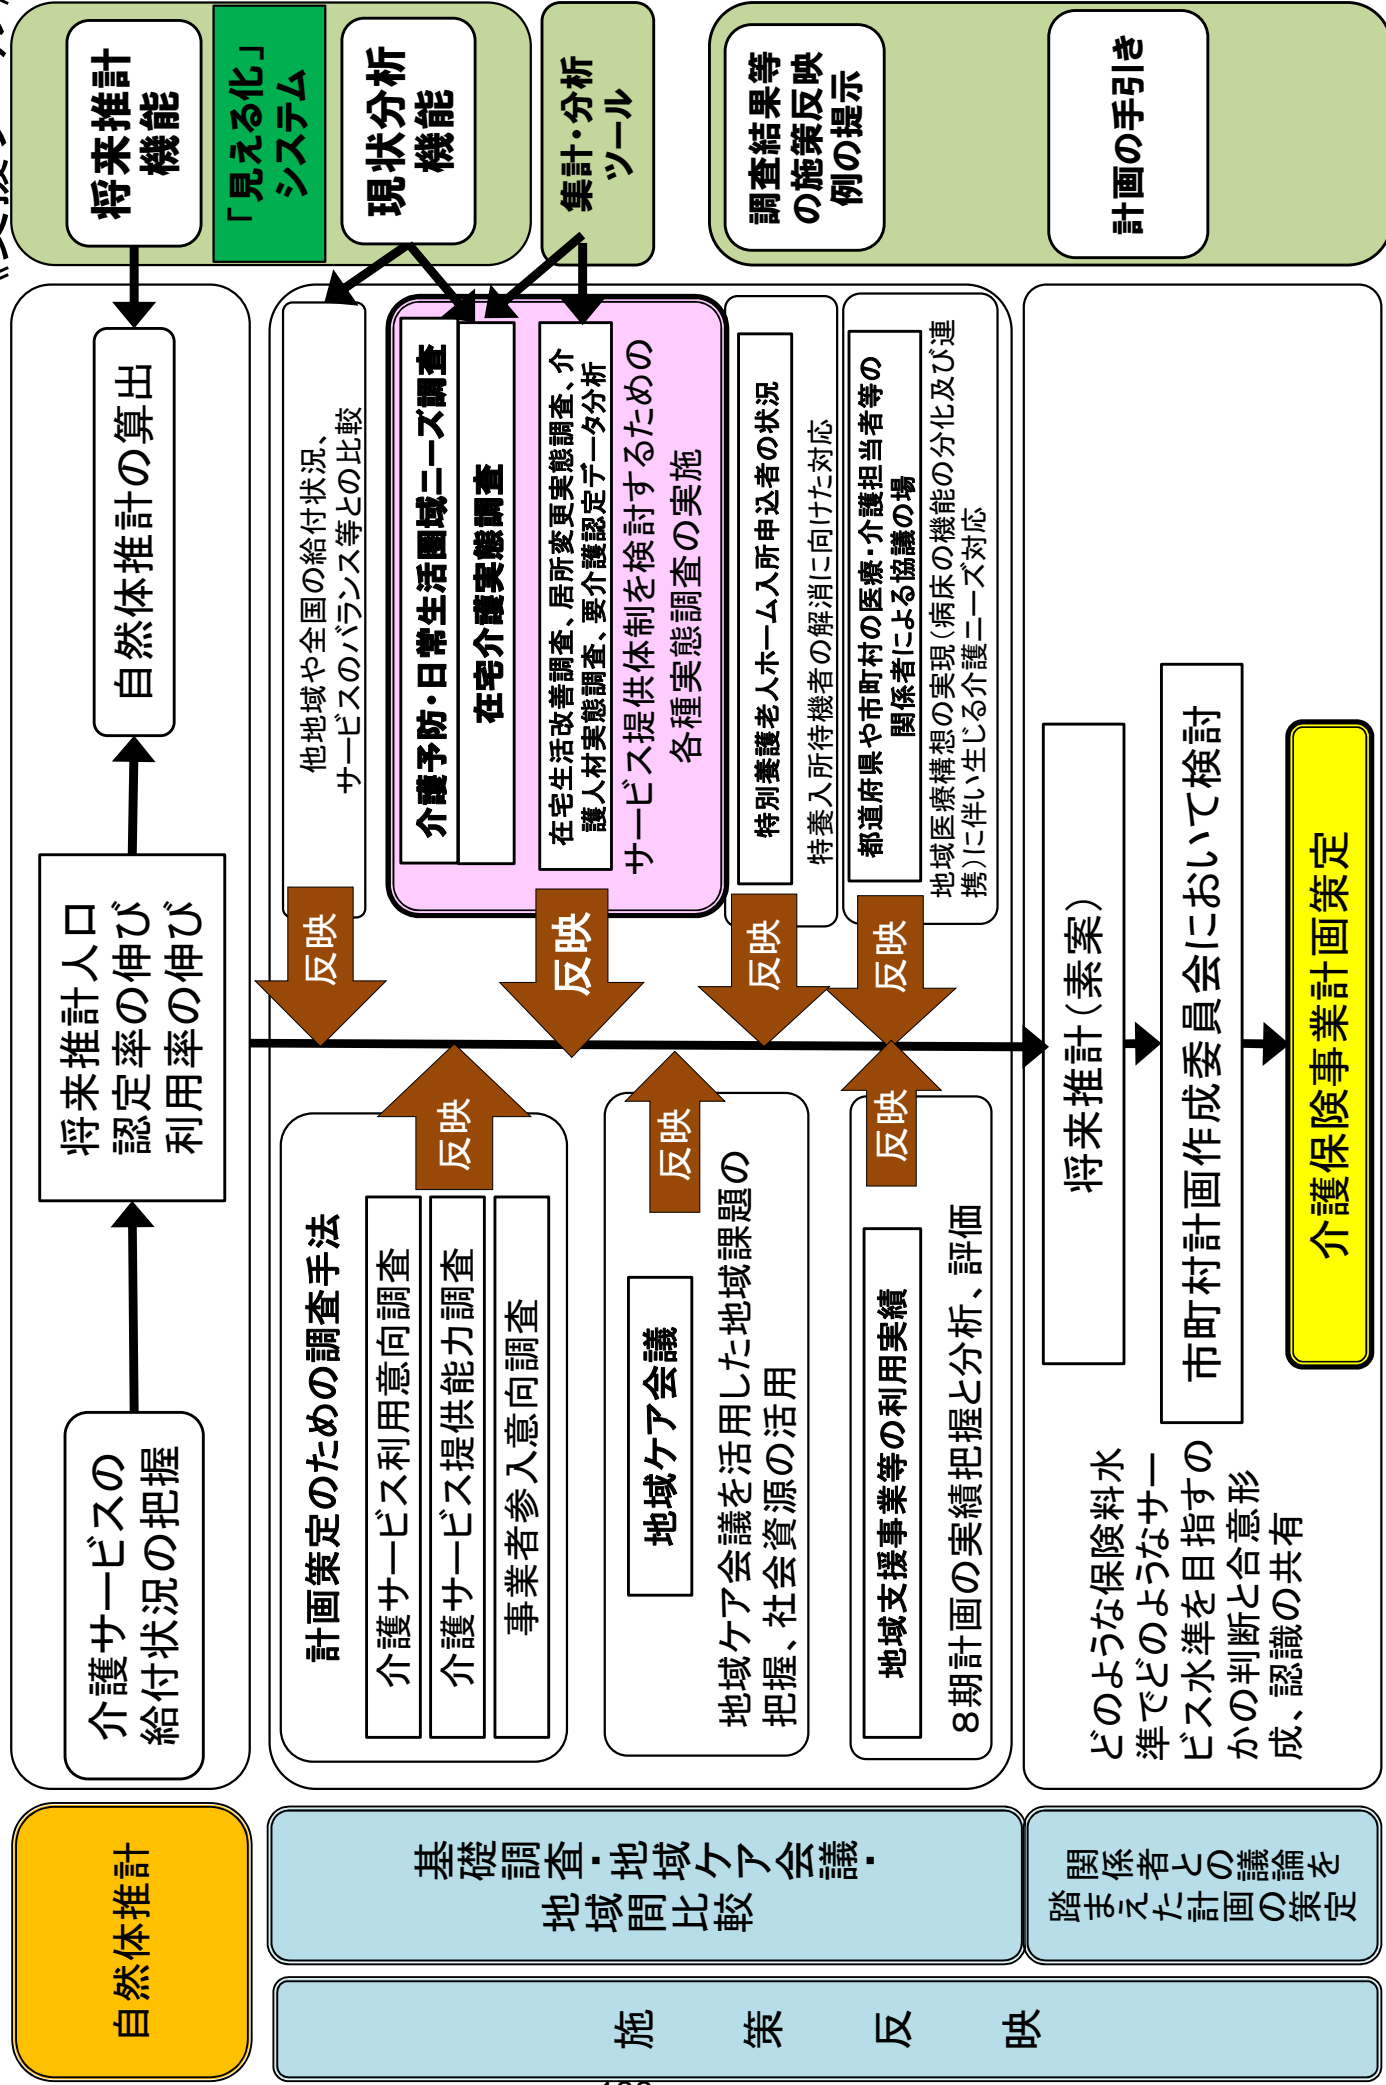 自然体推計
介護サービスの
給付状況の把握
将来推計人口
認定率の伸び
利用率の伸び
自然体推計の算出
将来推計
機能
「見える化」
システム
現状分析
機能
集計・分析
ツール
調査結果等
の施策反映
例の提示
計画の手引き
施策反映
基礎調査・地域ケア会議・
地域間比較
計画策定のための調査手法
介護サービス利用意向調査
介護サービス提供能力調査
事業者参入意向調査
反映
地域ケア会議
地域ケア会議を活用した地域課題の
把握、社会資源の活用
反映
地域支援事業等の利用実績
８期計画の実績把握と分析、評価
反映
他地域や全国の給付状況、
サービスのバランス等との比較
反映
介護予防・日常生活圏域ニーズ調査
在宅介護実態調査
在宅生活改善調査、居所変更実態調査、介
護人材実態調査、要介護認定データ分析
サービス提供体制を検討するための
各種実態調査の実施
反映
特別養護老人ホーム入所申込者の状況
特養入所待機者の解消に向けた対応
反映
都道府県や市町村の医療・介護担当者等の
関係者による協議の場
地域医療構想の実現（病床の機能の分化及び連
携）に伴い生じる介護ニーズ対応
反映
関係者との議論を
踏まえた計画の策定
どのような保険料水
準でどのようなサー
ビス水準を目指すの
かの判断と合意形
成、認識の共有
将来推計（素案）
市町村計画作成委員会において検討
介護保険事業計画策定